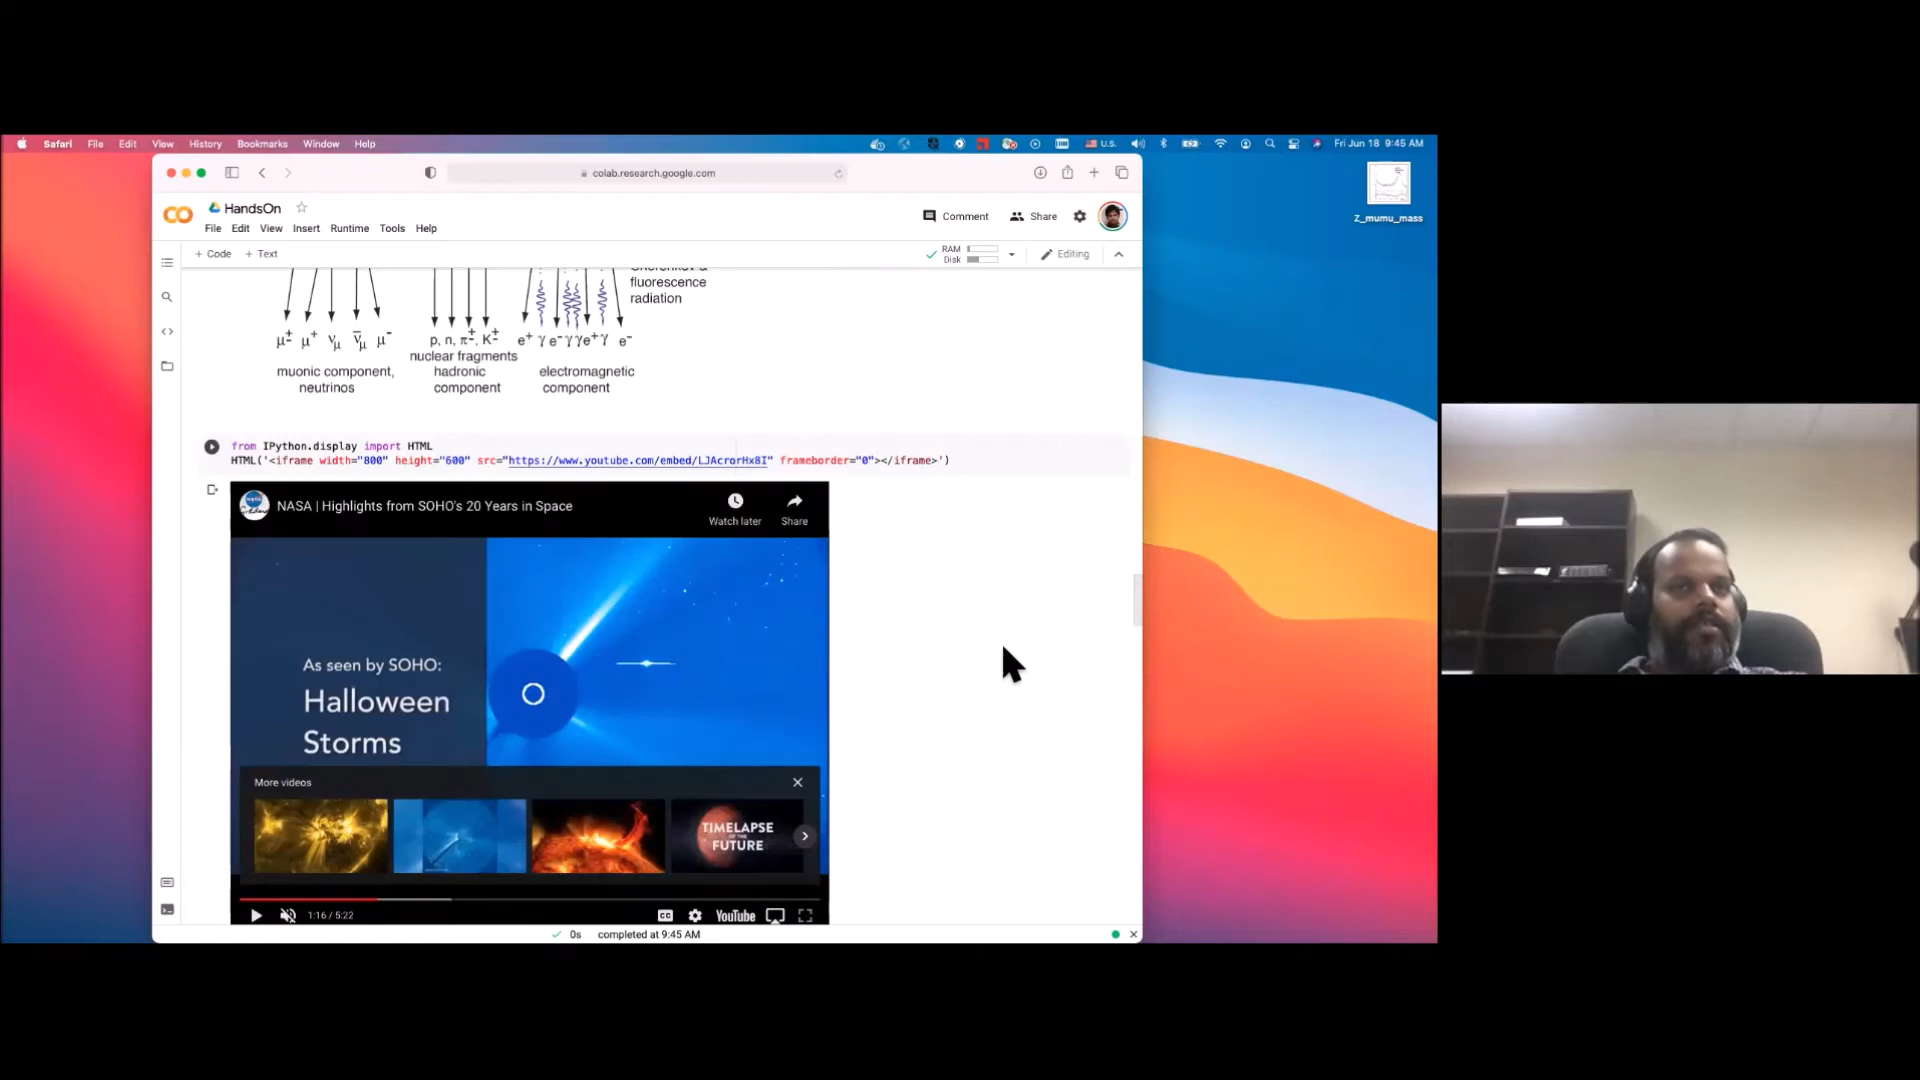 Safari File Edit View History Bookmarks Window Help
U.S.
Fri Jun 18 9:45 AM
colab.research.google.com
Z_mumu_mass
HandsOn
Comment
Share
File Edit View Insert Runtime Tools Help
+ Code + Text
RAM
Disk
Editing
fluorescence
radiation
μ± μ+ νμ ν̅μ μ-
p, n, π±, K±
e+ γ e- γ γ e+ γ e-
nuclear fragments
muonic component,
neutrinos
hadronic
component
electromagnetic
component
from IPython.display import HTML
HTML('<iframe width="800" height="600" src="https://www.youtube.com/embed/LJAcrorHx8I" frameborder="0"></iframe>')
NASA | Highlights from SOHO's 20 Years in Space
Watch later
Share
As seen by SOHO:
Halloween
Storms
More videos
TIMELAPSE
OF THE
FUTURE
1:16 / 5:22
CC
YouTube
0s completed at 9:45 AM